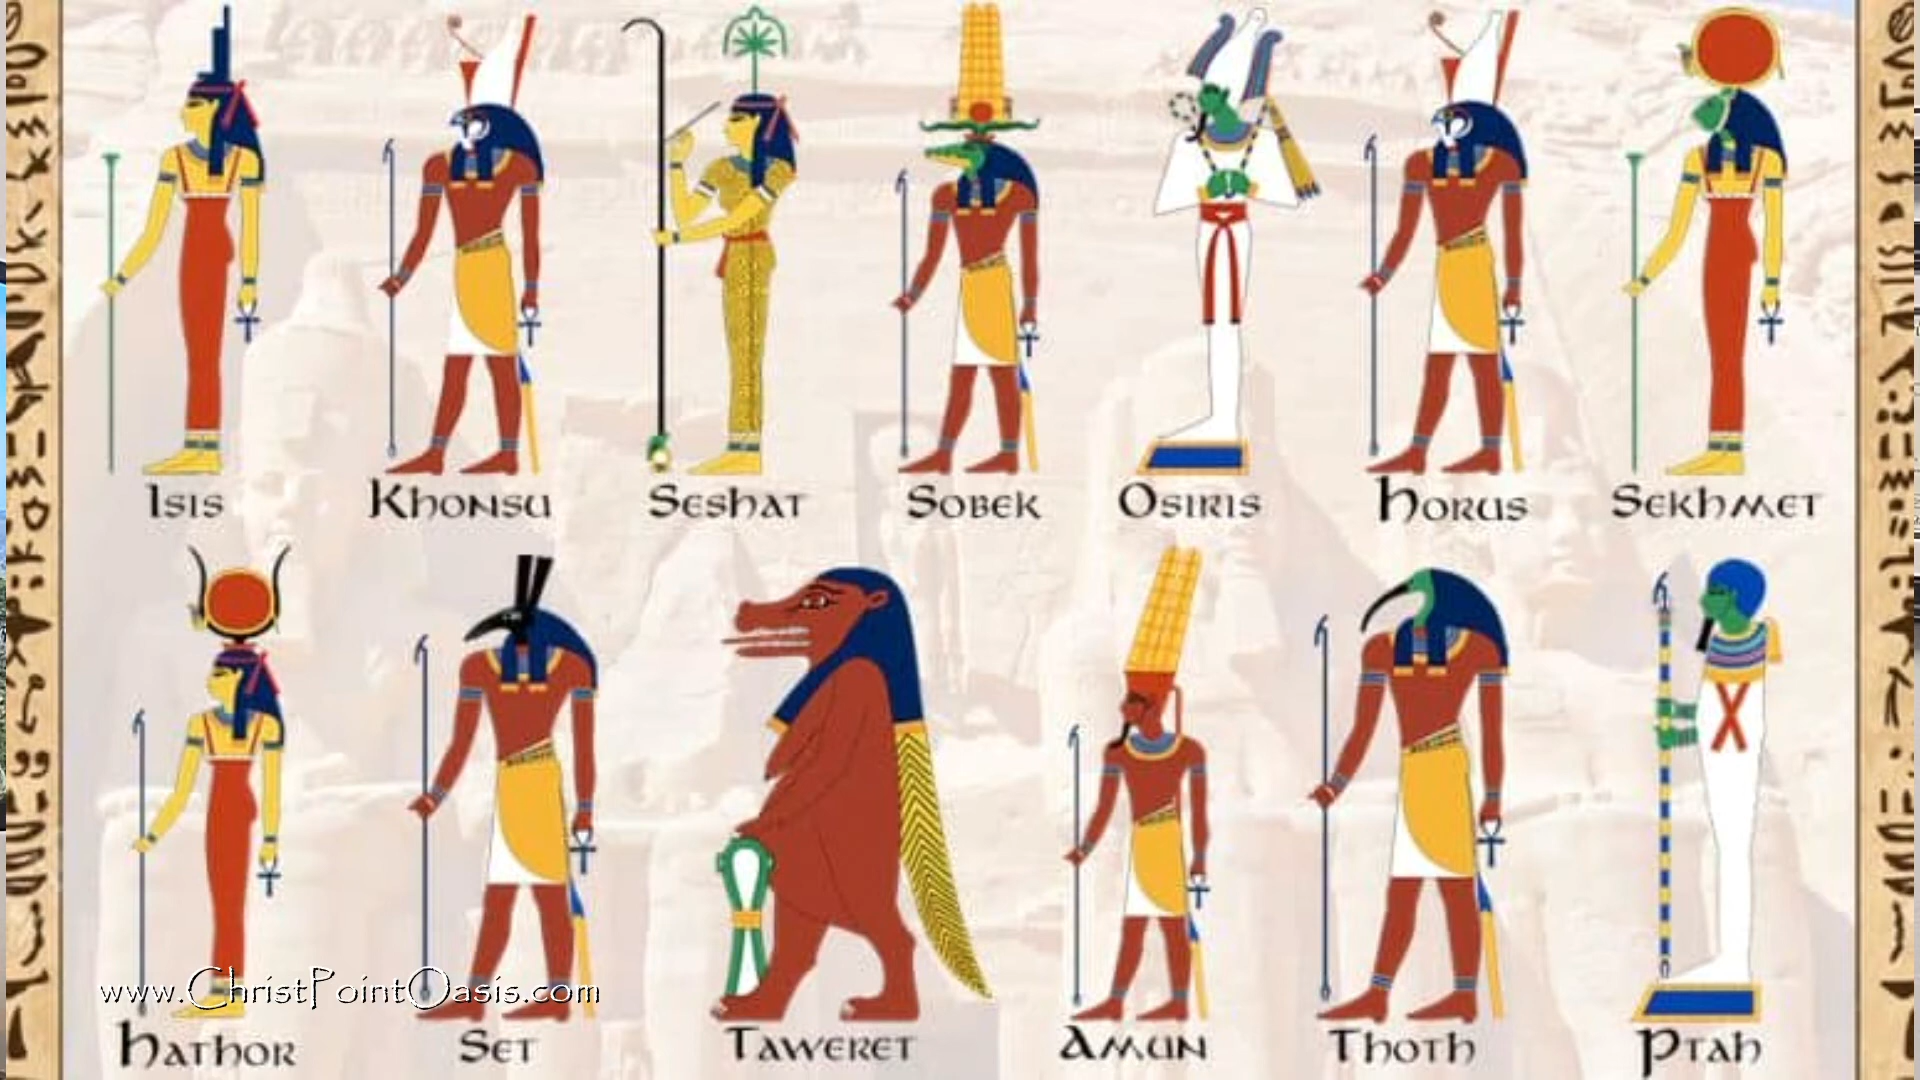 Isis Khonsu Seshat Sobek Osiris Horus Sekhmet
www.ChristPointOasis.com
Hathor Set Taweret Amun Thoth Ptah